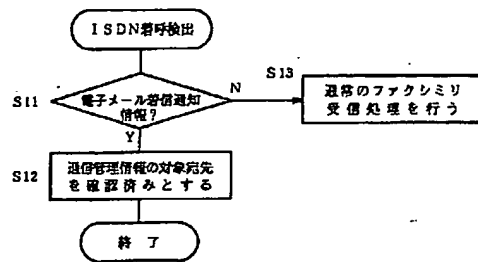 ISDN着呼検出
S11
電子メール着信通知
情報?
N
S13
通常のファクシミリ
受信処理を行う
Y
S12
通信管理情報の対象宛先
を確認済みとする
終了